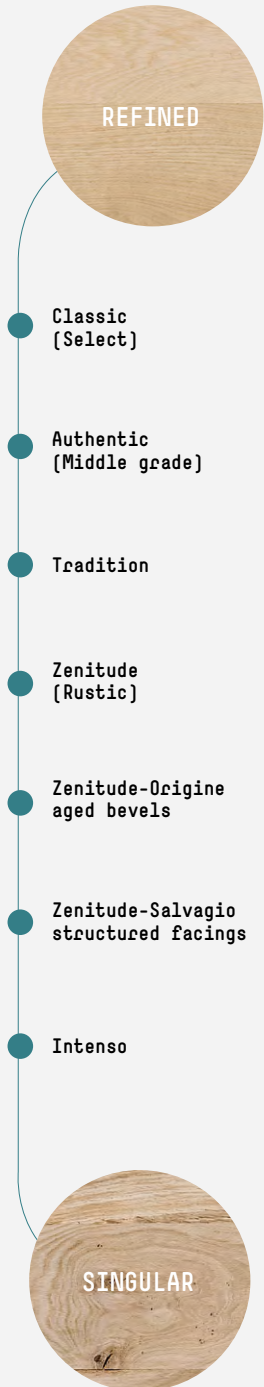 REFINED
Classic
(Select)
Authentic
(Middle grade)
Tradition
Zenitude
(Rustic)
Zenitude-Origine
aged bevels
Zenitude-Salvagio
structured facings
Intenso
SINGULAR